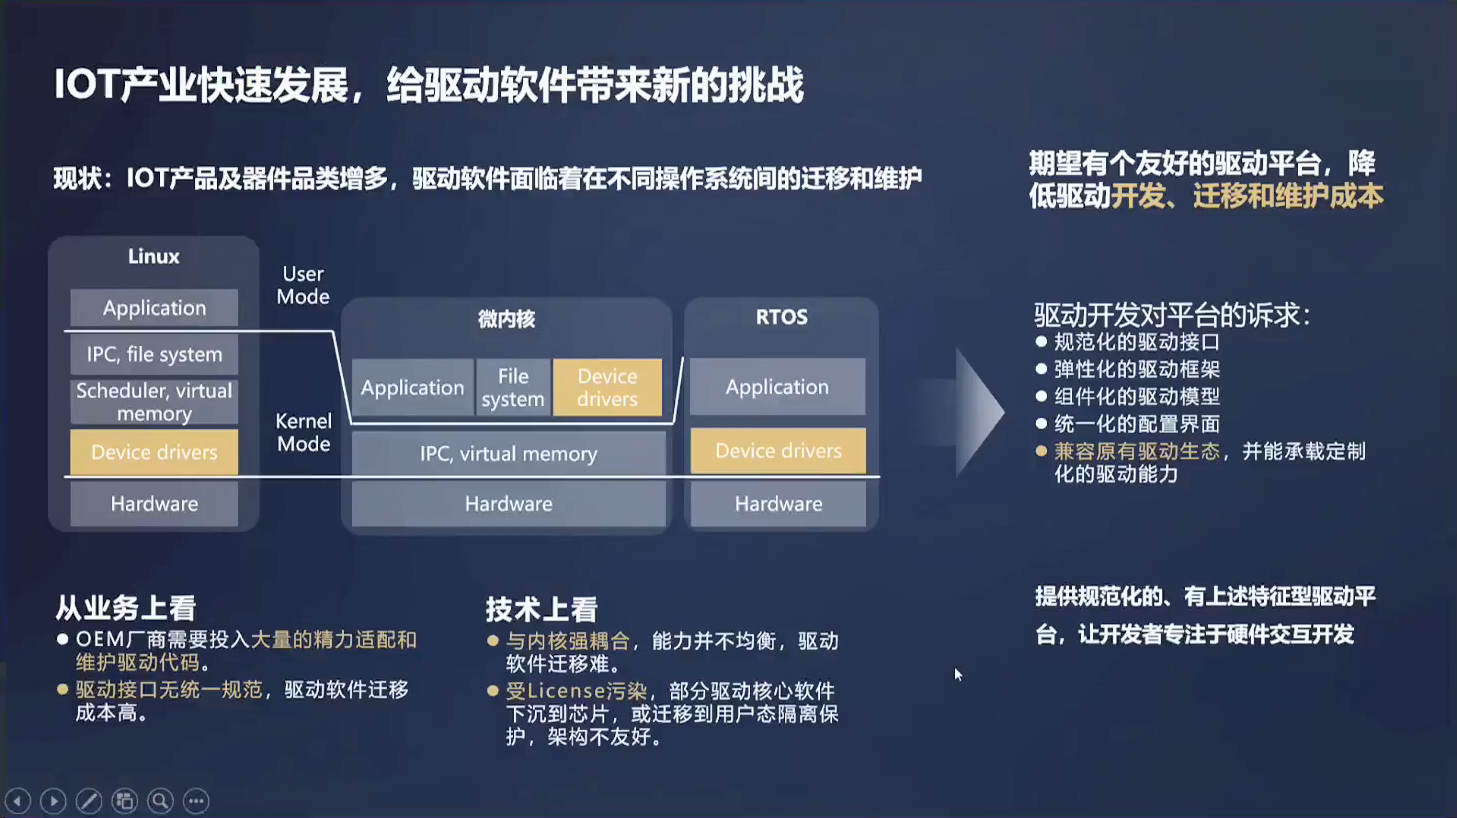 IOT产业快速发展，给驱动软件带来新的挑战
现状：IOT产品及器件品类增多，驱动软件面临着在不同操作系统间的迁移和维护
Linux
Application
IPC, file system
Scheduler, virtual
memory
Device drivers
Hardware
User
Mode
Kernel
Mode
微内核
Application
File
system
Device
drivers
IPC, virtual memory
Hardware
RTOS
Application
Device drivers
Hardware
从业务上看
OEM厂商需要投入大量的精力适配和
维护驱动代码。
驱动接口无统一规范，驱动软件迁移
成本高。
技术上看
与内核强耦合，能力并不均衡，驱动
软件迁移难。
受License污染，部分驱动核心软件
下沉到芯片，或迁移到用户态隔离保
护，架构不友好。
期望有个友好的驱动平台，降
低驱动开发、迁移和维护成本
驱动开发对平台的诉求：
规范化的驱动接口
弹性化的驱动框架
组件化的驱动模型
统一化的配置界面
兼容原有驱动生态，并能承载定制
化的驱动能力
提供规范化的、有上述特征型驱动平
台，让开发者专注于硬件交互开发